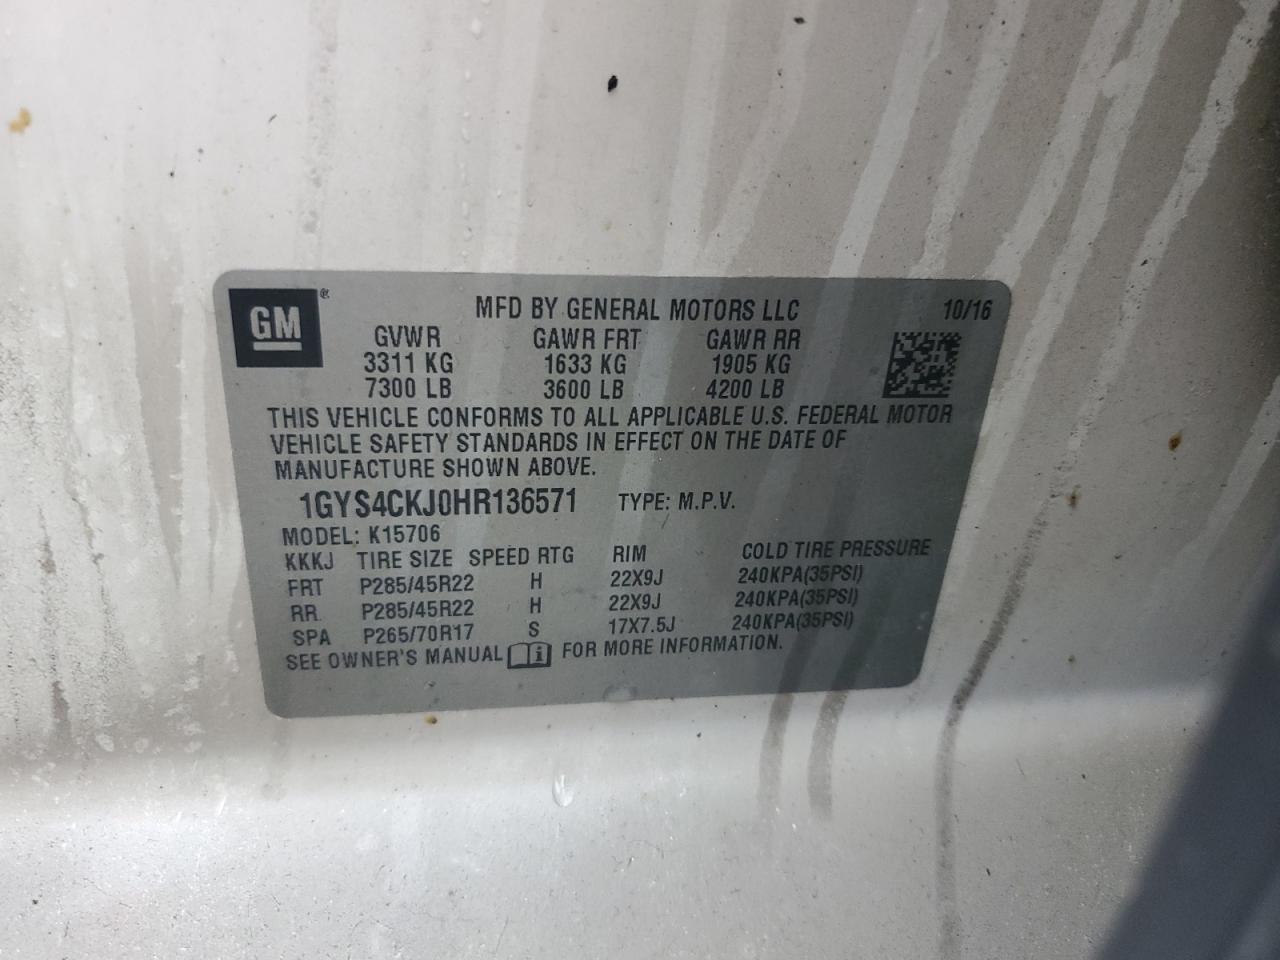 GM® MFD BY GENERAL MOTORS LLC 10/16
GVWR GAWR FRT GAWR RR
3311 KG 1633 KG 1905 KG
7300 LB 3600 LB 4200 LB
THIS VEHICLE CONFORMS TO ALL APPLICABLE U.S. FEDERAL MOTOR
VEHICLE SAFETY STANDARDS IN EFFECT ON THE DATE OF
MANUFACTURE SHOWN ABOVE.
1GYS4CKJ0HR136571 TYPE: M.P.V.
MODEL: K15706
KKKJ TIRE SIZE SPEED RTG RIM COLD TIRE PRESSURE
FRT P285/45R22 H 22X9J 240KPA(35PSI)
RR P285/45R22 H 22X9J 240KPA(35PSI)
SPA P265/70R17 S 17X7.5J 240KPA(35PSI)
SEE OWNER'S MANUAL i FOR MORE INFORMATION.